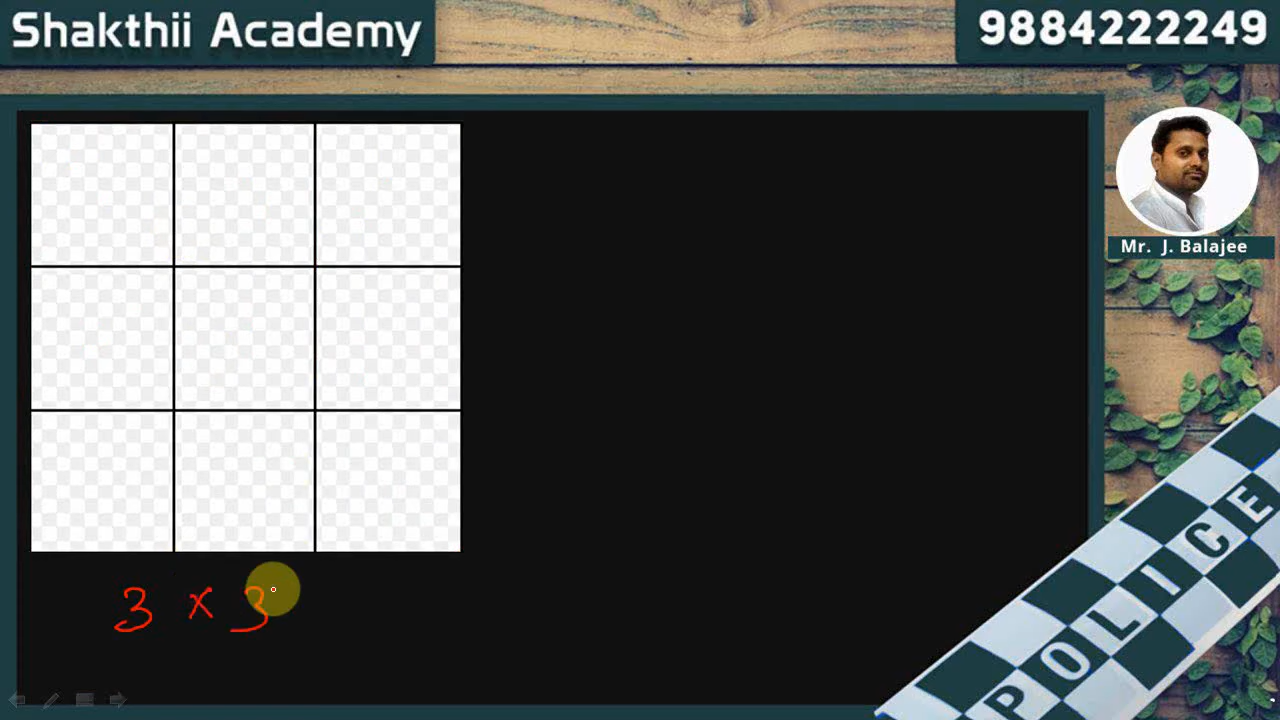 Shakthii Academy
9884222249
Mr. J. Balajee
3 x 3
POLICE